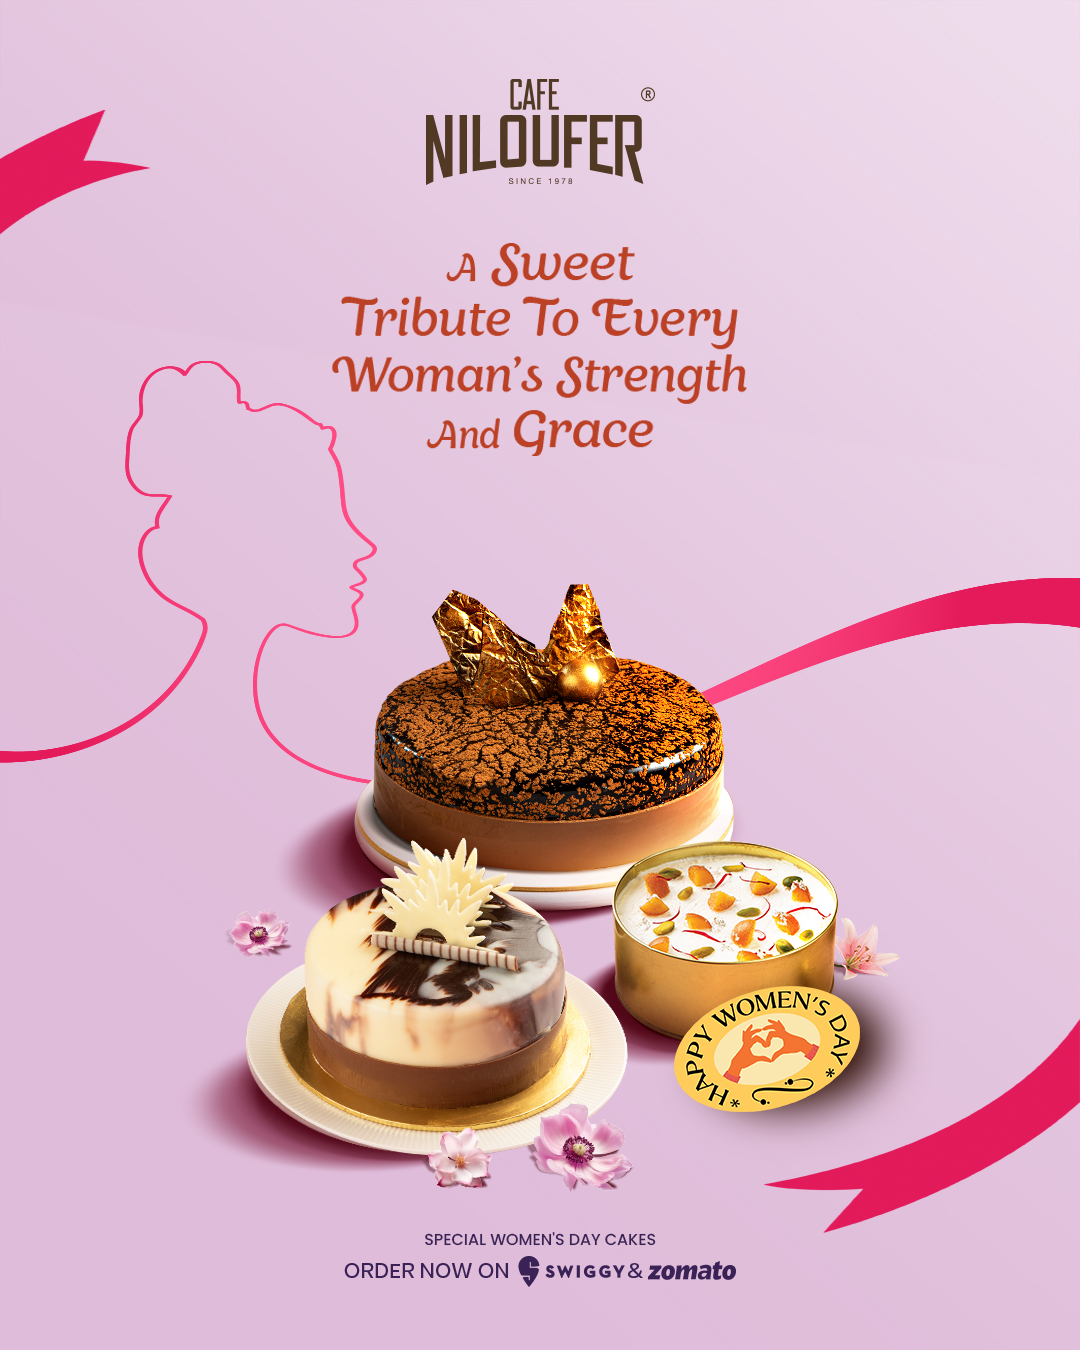 CAFE
NILOUFER®
SINCE 1978
A Sweet
Tribute To Every
Woman's Strength
And Grace
* HAPPY WOMEN'S DAY *
SPECIAL WOMEN'S DAY CAKES
ORDER NOW ON SWIGGY & zomato